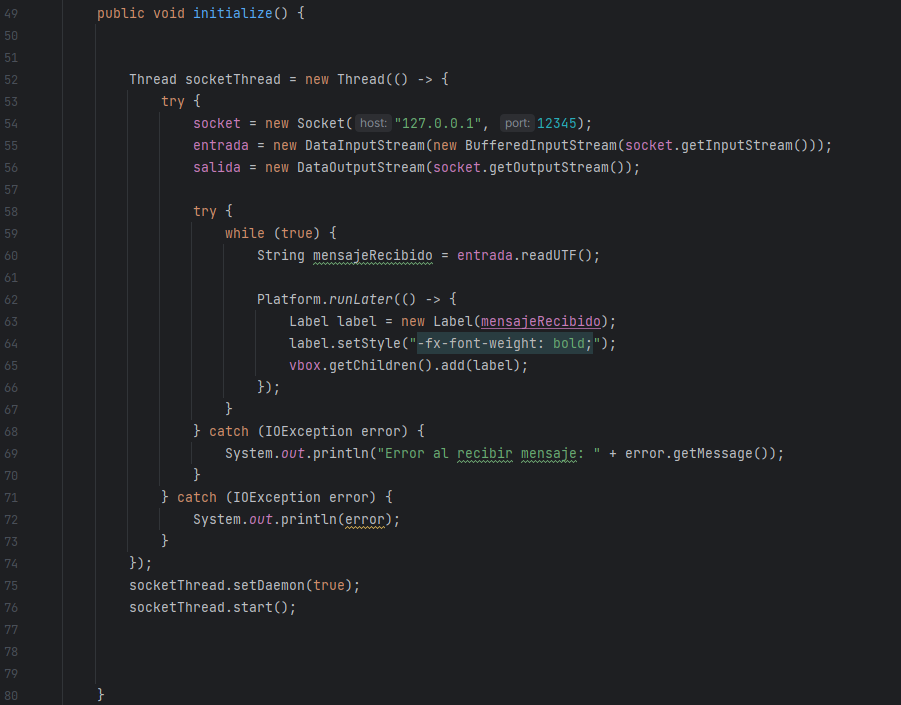 49 public void initialize() {
50
51
52 Thread socketThread = new Thread(() -> {
53 try {
54 socket = new Socket( host: "127.0.0.1", port: 12345);
55 entrada = new DataInputStream(new BufferedInputStream(socket.getInputStream()));
56 salida = new DataOutputStream(socket.getOutputStream());
57
58 try {
59 while (true) {
60 String mensajeRecibido = entrada.readUTF();
61
62 Platform.runLater(() -> {
63 Label label = new Label(mensajeRecibido);
64 label.setStyle("-fx-font-weight: bold;");
65 vbox.getChildren().add(label);
66 });
67 }
68 } catch (IOException error) {
69 System.out.println("Error al recibir mensaje: " + error.getMessage());
70 }
71 } catch (IOException error) {
72 System.out.println(error);
73 }
74 });
75 socketThread.setDaemon(true);
76 socketThread.start();
77
78
79
80 }